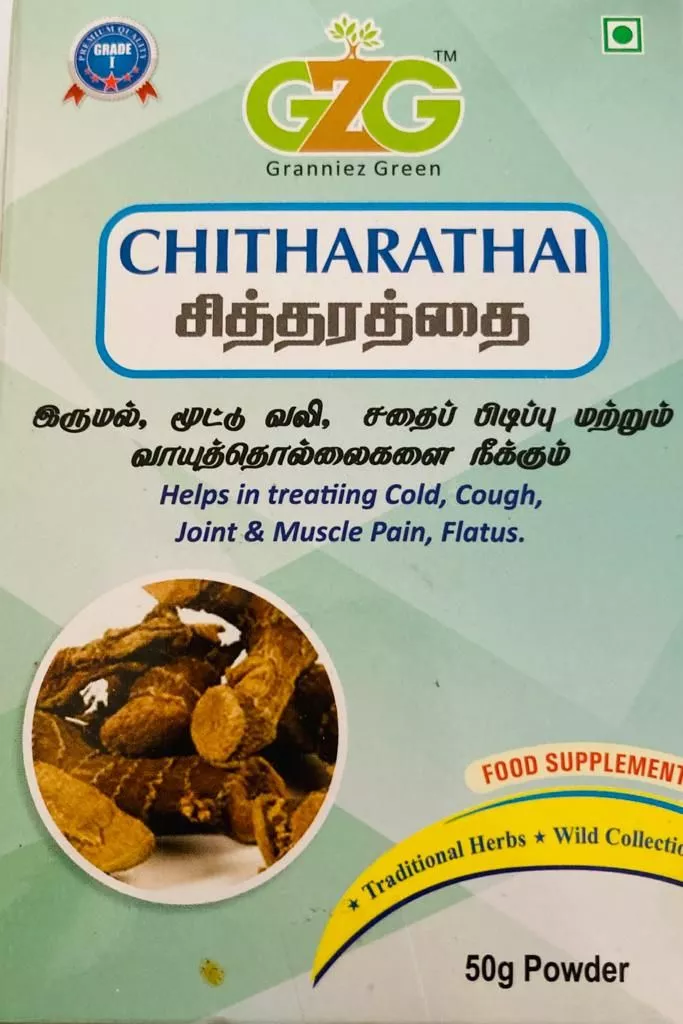 PREMIUM QUALITY
GRADE
I
GZG TM
Granniez Green
CHITHARATHAI
சித்தரத்தை
இருமல், மூட்டு வலி, சதைப் பிடிப்பு மற்றும்
வாயுத்தொல்லைகளை நீக்கும்
Helps in treatiing Cold, Cough,
Joint & Muscle Pain, Flatus.
FOOD SUPPLEMENT
★ Traditional Herbs ★ Wild Collectio
50g Powder